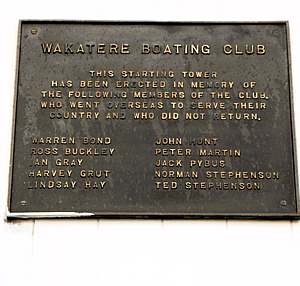 WAKATERE BOATING CLUB
THIS STARTING TOWER
HAS BEEN ERECTED IN MEMORY OF
THE FOLLOWING MEMBERS OF THE CLUB,
WHO WENT OVERSEAS TO SERVE THEIR
COUNTRY AND WHO DID NOT RETURN.
WARREN BOND JOHN HUNT
ROSS BUCKLEY PETER MARTIN
IAN GRAY JACK PYBUS
HARVEY GRUT NORMAN STEPHENSON
LINDSAY HAY TED STEPHENSON